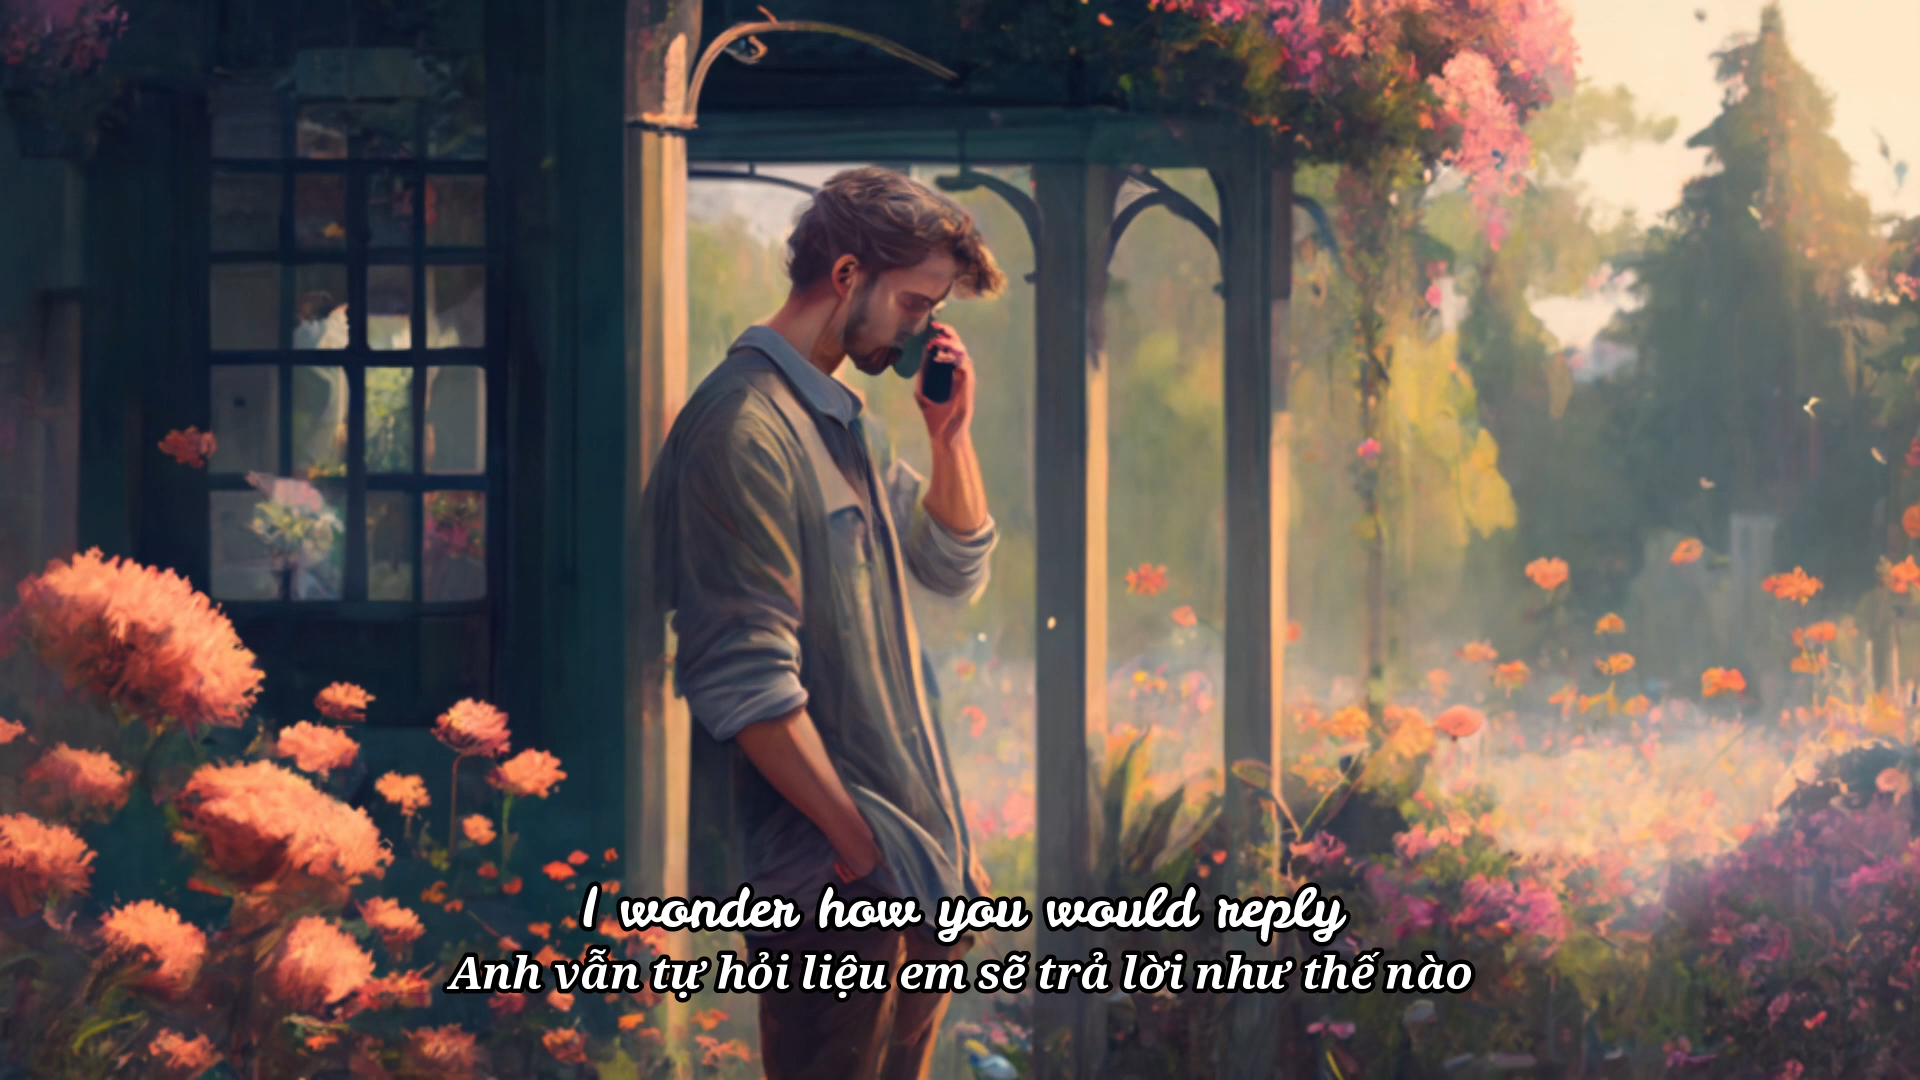 I wonder how you would reply
Anh vẫn tự hỏi liệu em sẽ trả lời như thế nào